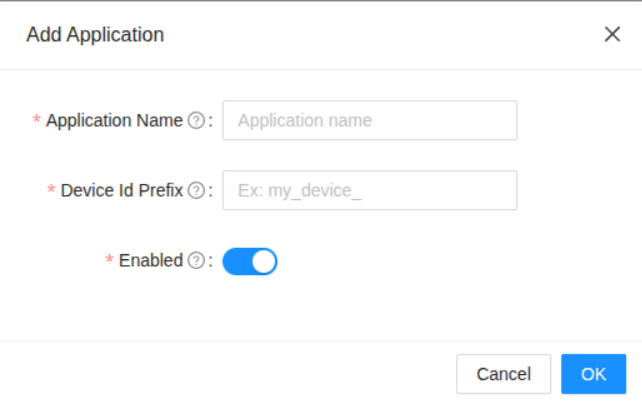 Add Application
* Application Name ? : Application name
* Device Id Prefix ? : Ex: my_device_
* Enabled ? :
Cancel OK